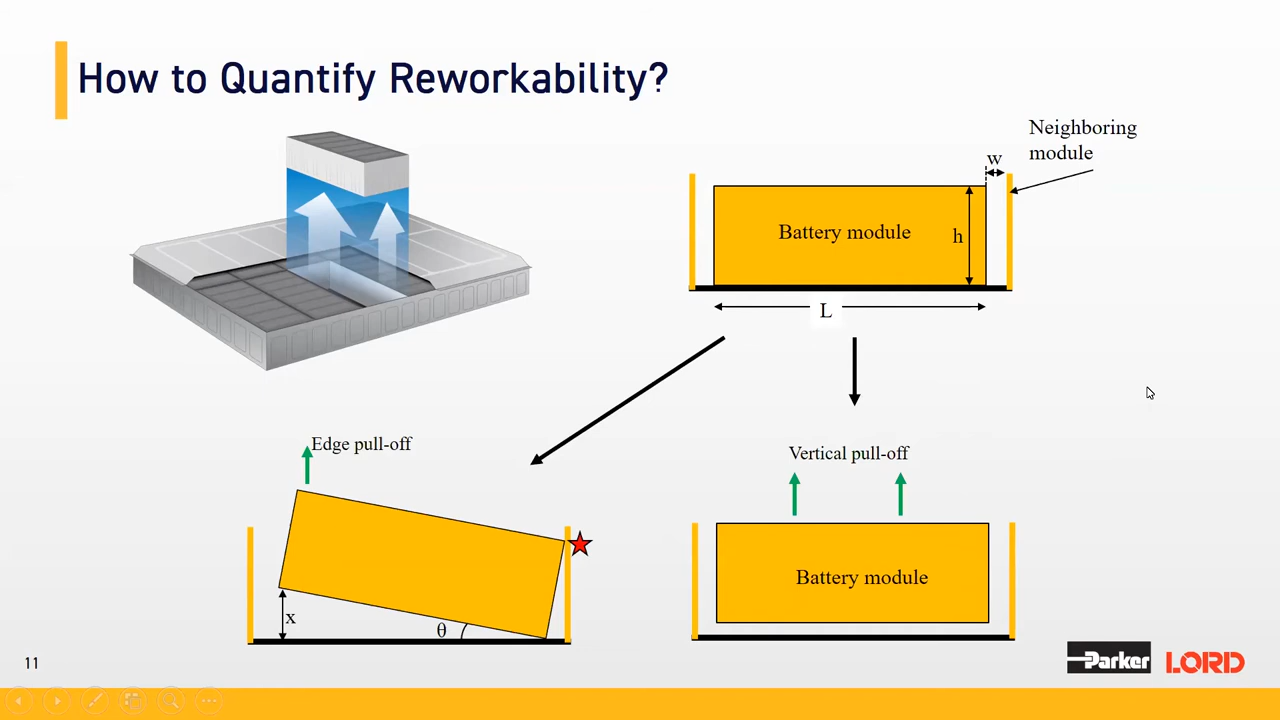 How to Quantify Reworkability?
Neighboring
module
w
Battery module
h
L
Edge pull-off
Vertical pull-off
Battery module
x
θ
11
Parker LORD